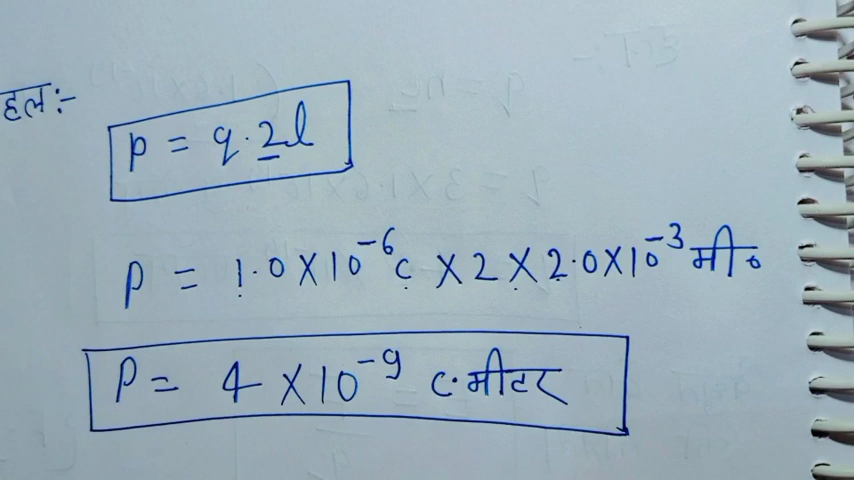 हल:-
p = q.2l
p = 1.0×10⁻⁶c ×2×2.0×10⁻³ मी०
p = 4 ×10⁻⁹ c.मीटर